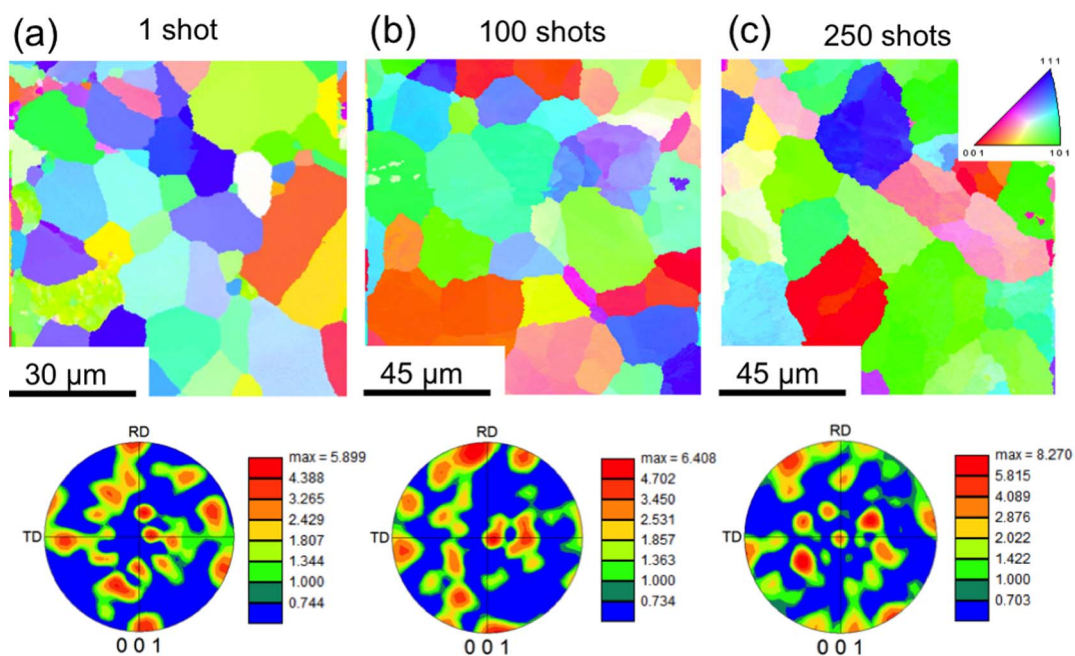 (a) 1 shot
(b) 100 shots
(c) 250 shots
1 1 1
0 0 1
1 0 1
30 µm
45 µm
45 µm
RD
TD
0 0 1
max = 5.899
4.388
3.265
2.429
1.807
1.344
1.000
0.744
RD
TD
0 0 1
max = 6.408
4.702
3.450
2.531
1.857
1.363
1.000
0.734
RD
TD
0 0 1
max = 8.270
5.815
4.089
2.876
2.022
1.422
1.000
0.703